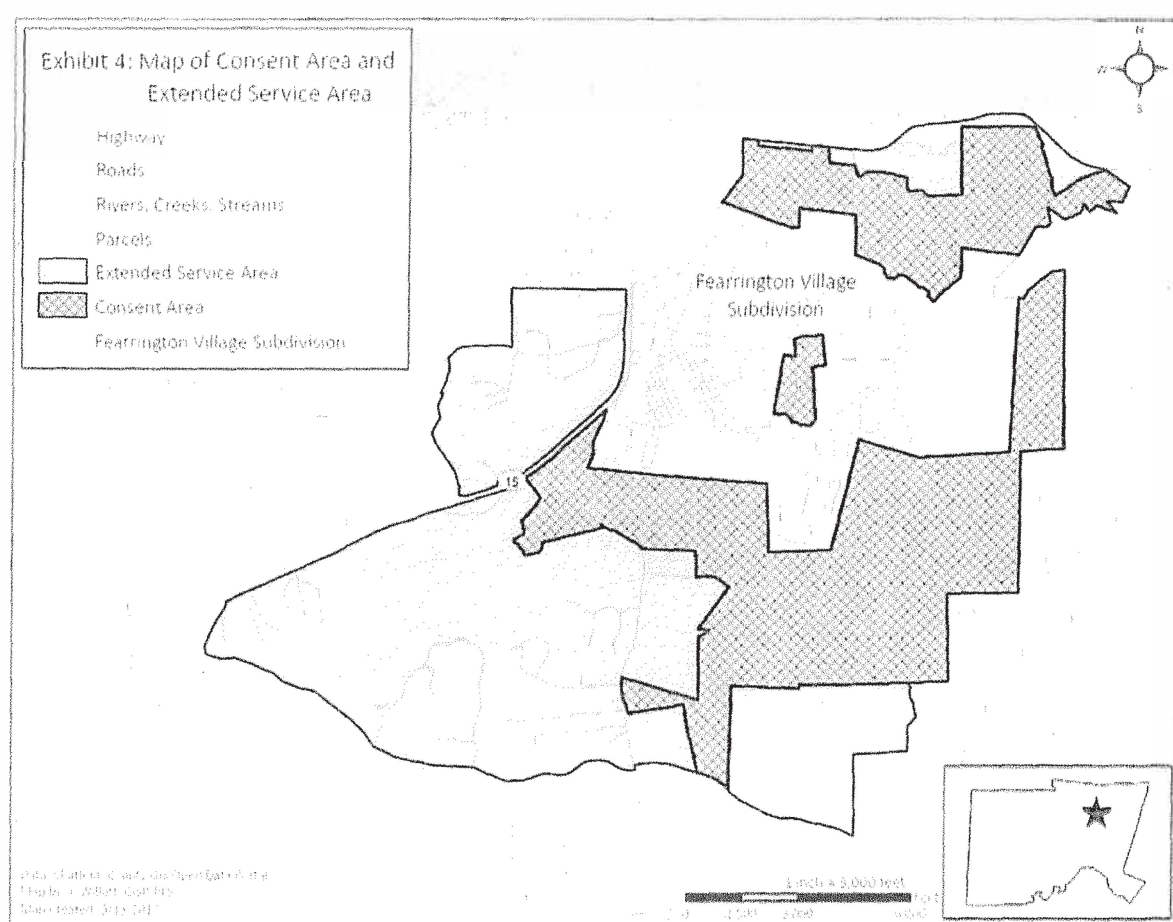 Exhibit 4: Map of Consent Area and
Extended Service Area
Highway
Roads
Rivers, Creeks, Streams
Parcels
Extended Service Area
Consent Area
Fearrington Village Subdivision
N
W
S
Fearrington Village
Subdivision
15
1 inch = 3,000 feet